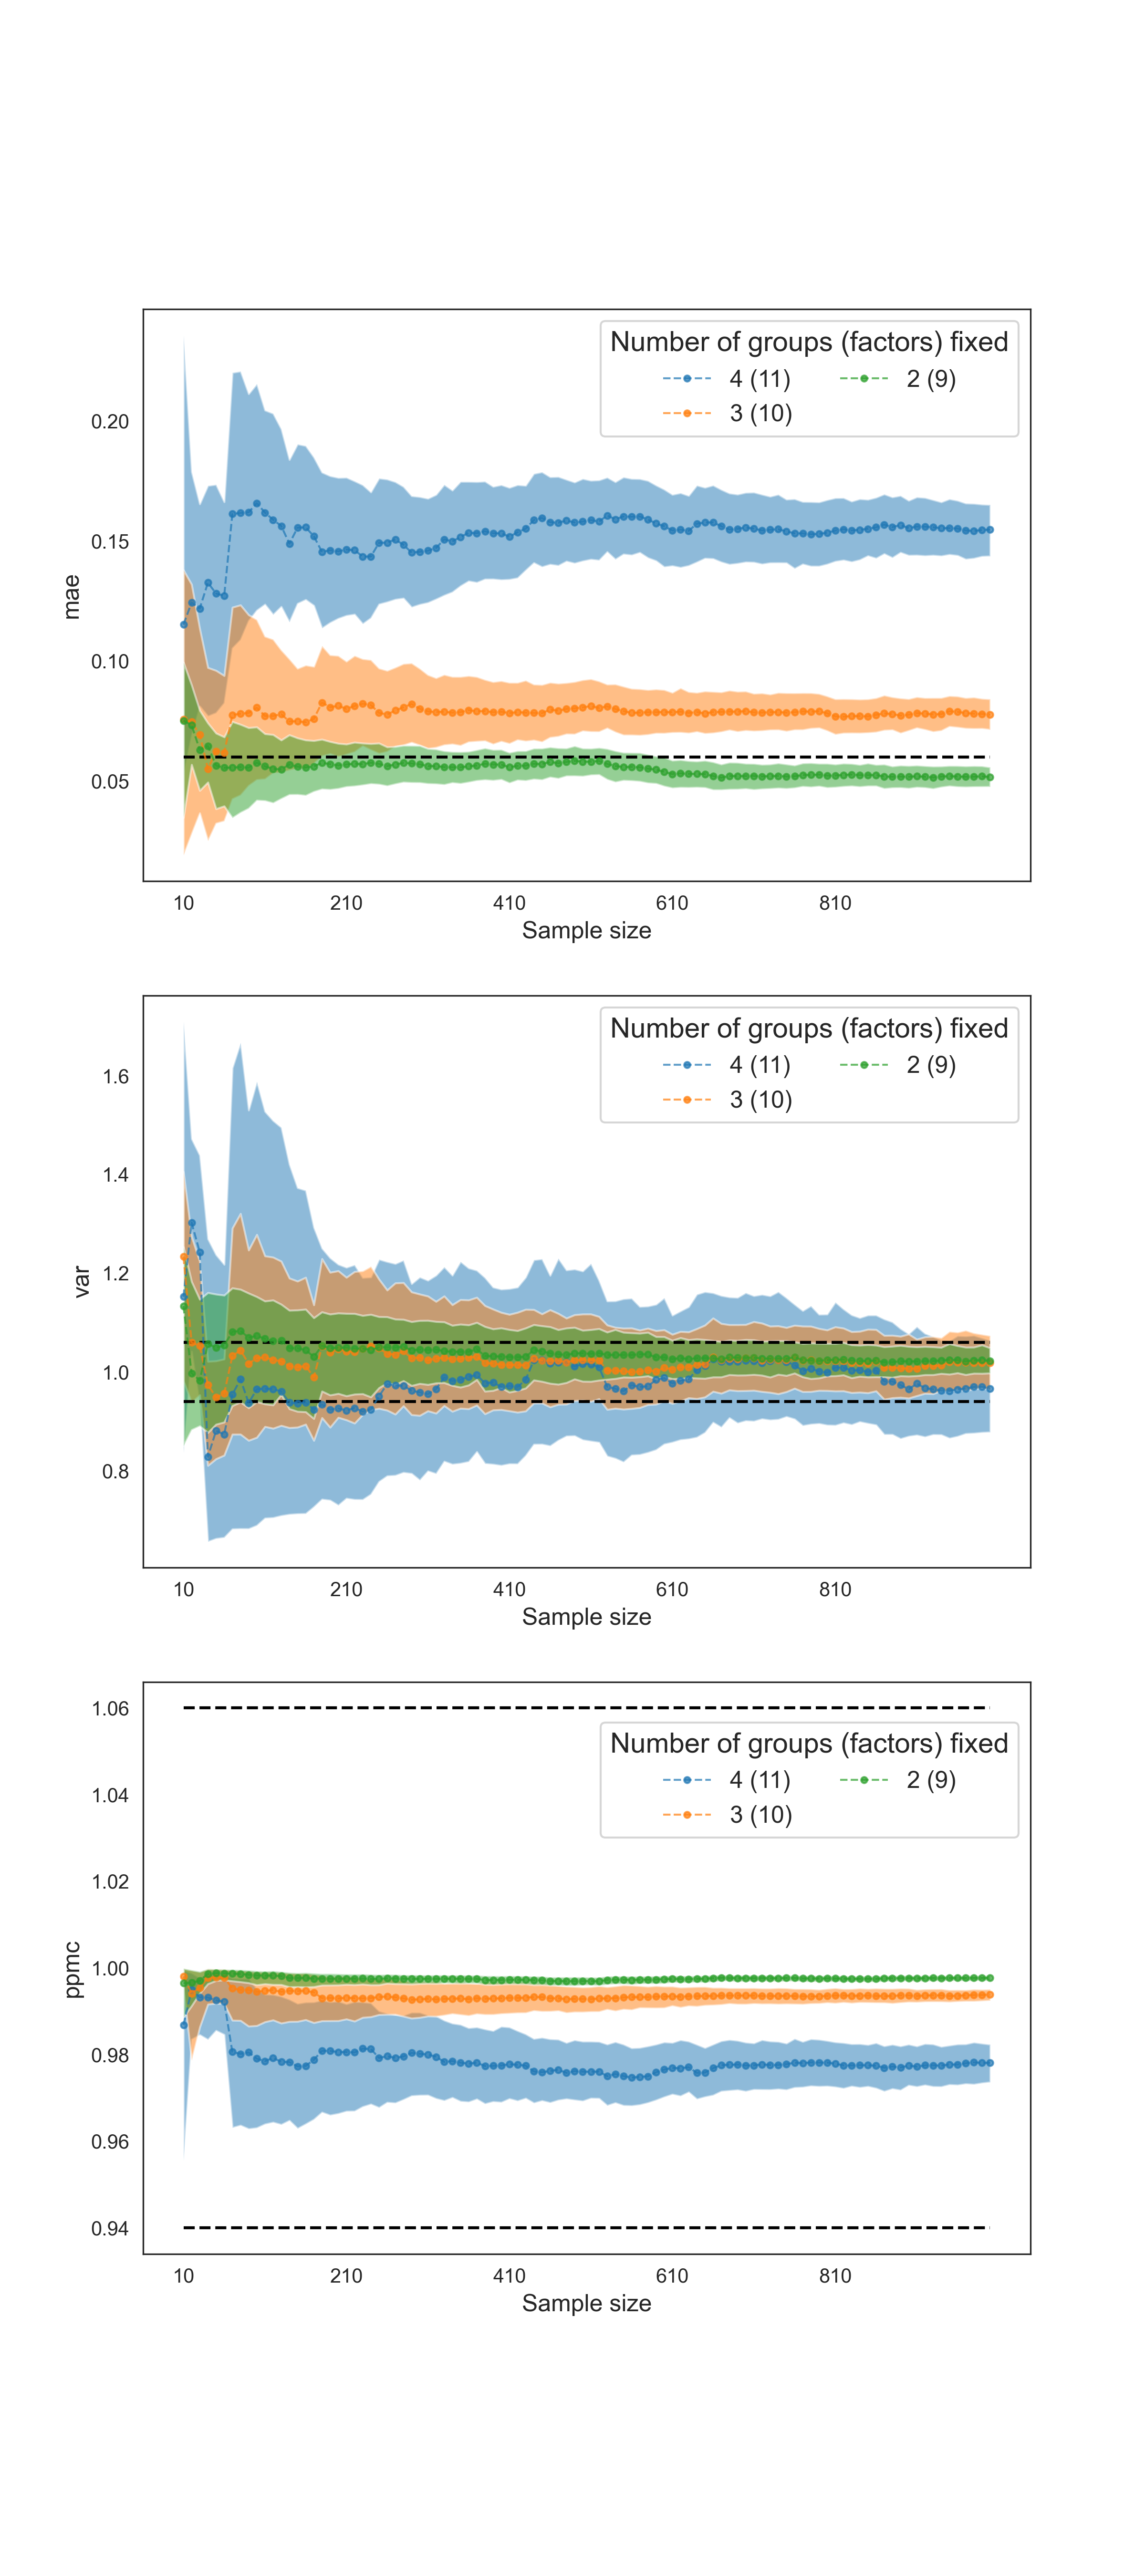 Number of groups (factors) fixed
4 (11) 2 (9)
3 (10)
0.20
0.15
0.10
0.05
mae
10 210 410 610 810
Sample size
Number of groups (factors) fixed
4 (11) 2 (9)
3 (10)
1.6
1.4
1.2
1.0
0.8
var
10 210 410 610 810
Sample size
1.06
Number of groups (factors) fixed
4 (11) 2 (9)
3 (10)
1.04
1.02
1.00
0.98
0.96
0.94
ppmc
10 210 410 610 810
Sample size